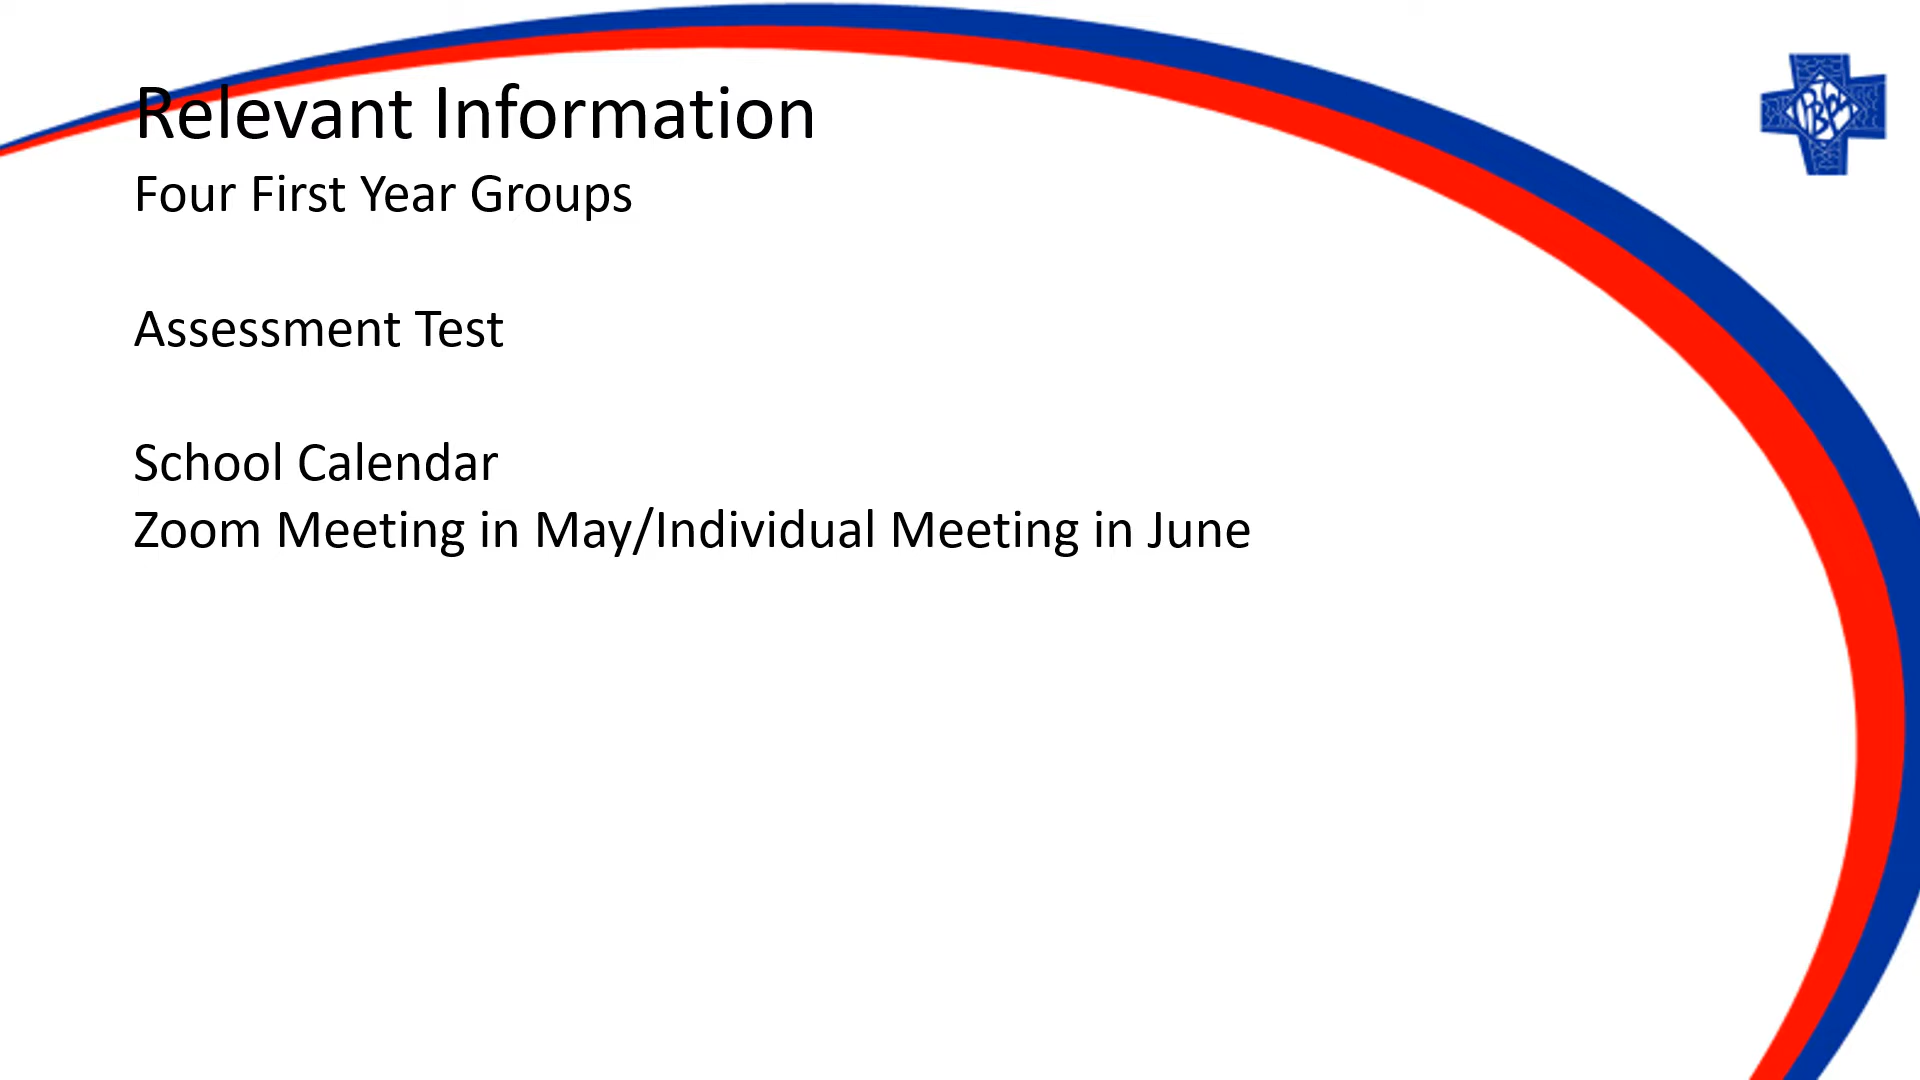 Relevant Information
Four First Year Groups
Assessment Test
School Calendar
Zoom Meeting in May/Individual Meeting in June